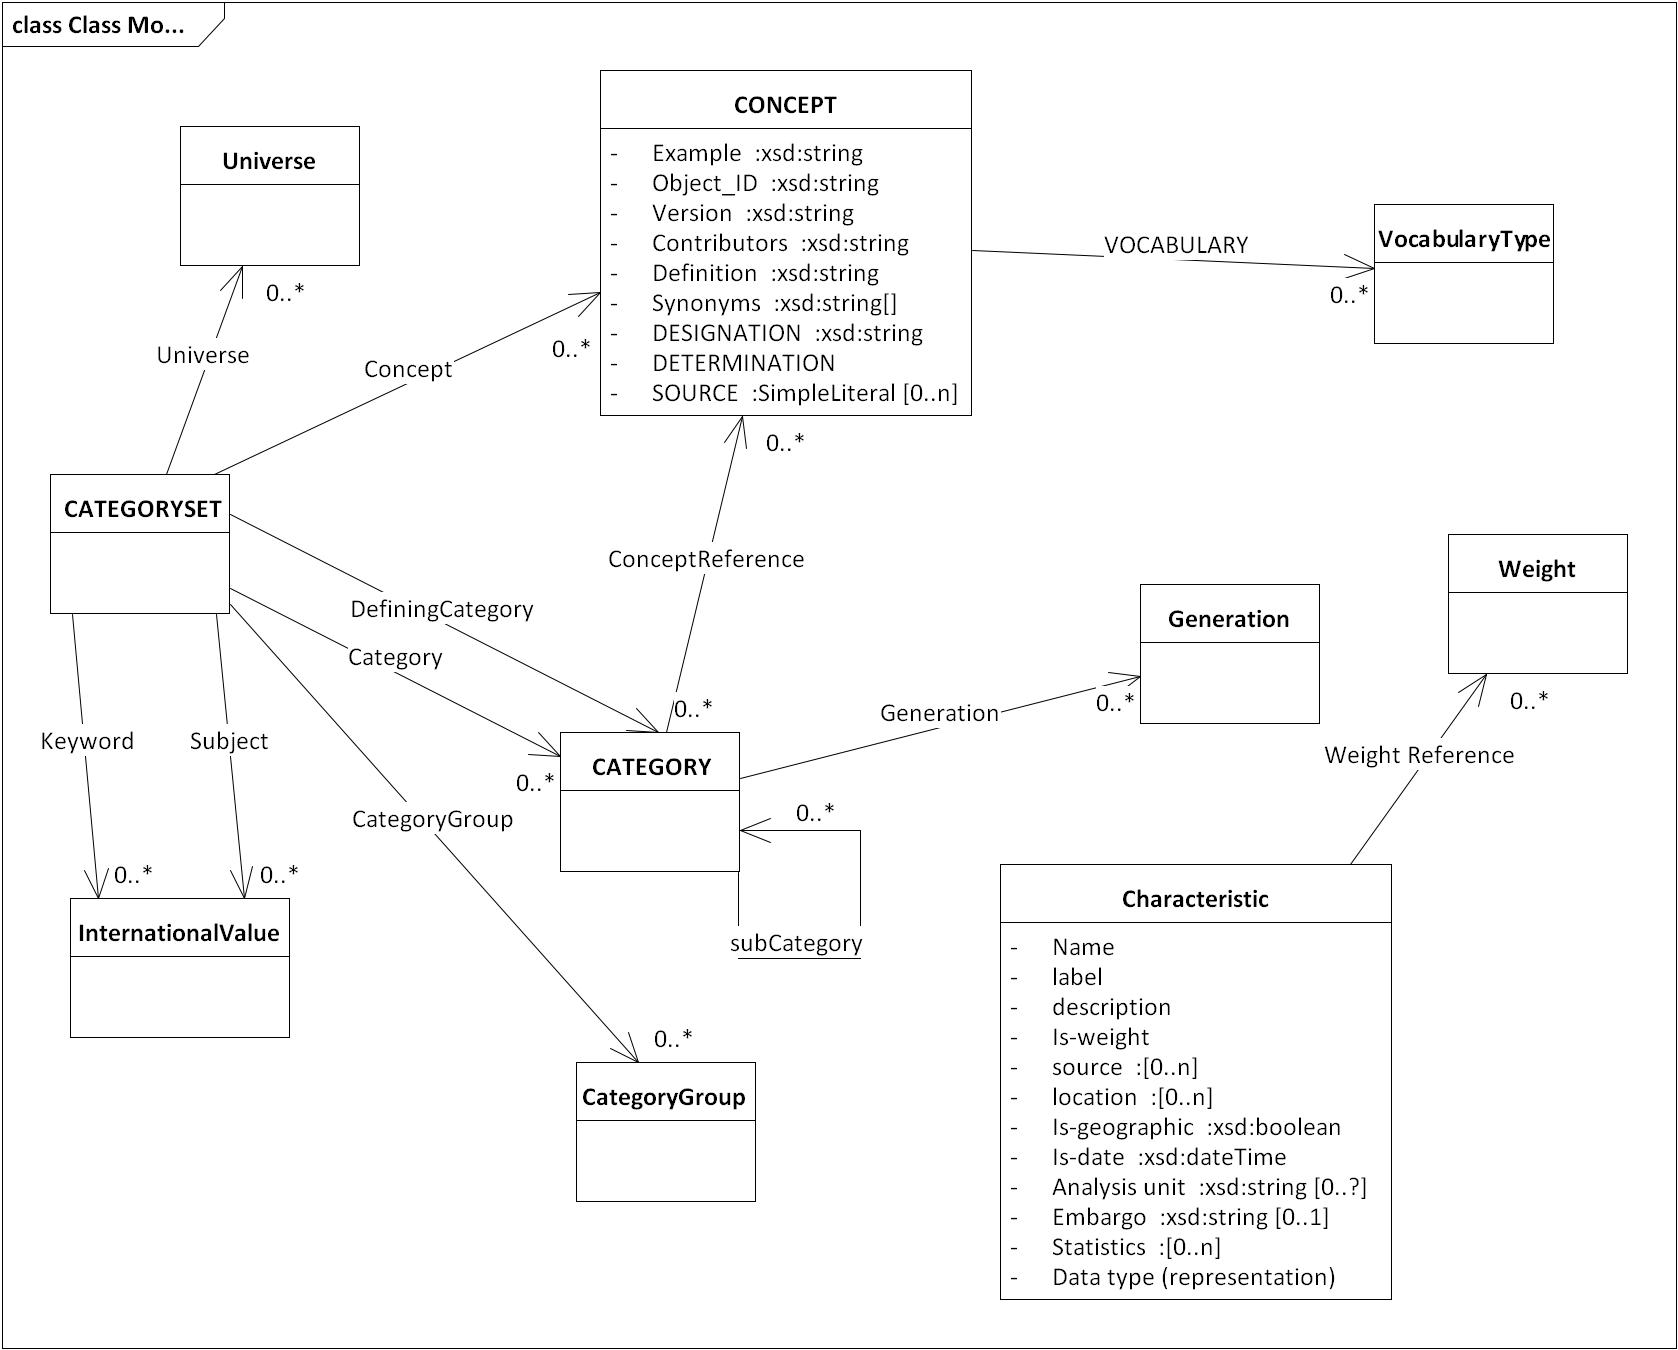 class Class Mo...
CONCEPT
- Example :xsd:string
- Object_ID :xsd:string
- Version :xsd:string
- Contributors :xsd:string
- Definition :xsd:string
- Synonyms :xsd:string[]
- DESIGNATION :xsd:string
- DETERMINATION
- SOURCE :SimpleLiteral [0..n]
Universe
0..*
Universe
Concept
0..*
VOCABULARY
VocabularyType
0..*
0..*
CATEGORYSET
ConceptReference
DefiningCategory
Category
0..*
0..*
CATEGORY
Generation
0..*
Generation
Weight
0..*
Weight Reference
Keyword
Subject
0..*
0..*
InternationalValue
CategoryGroup
0..*
subCategory
0..*
CategoryGroup
Characteristic
- Name
- label
- description
- Is-weight
- source :[0..n]
- location :[0..n]
- Is-geographic :xsd:boolean
- Is-date :xsd:dateTime
- Analysis unit :xsd:string [0..?]
- Embargo :xsd:string [0..1]
- Statistics :[0..n]
- Data type (representation)